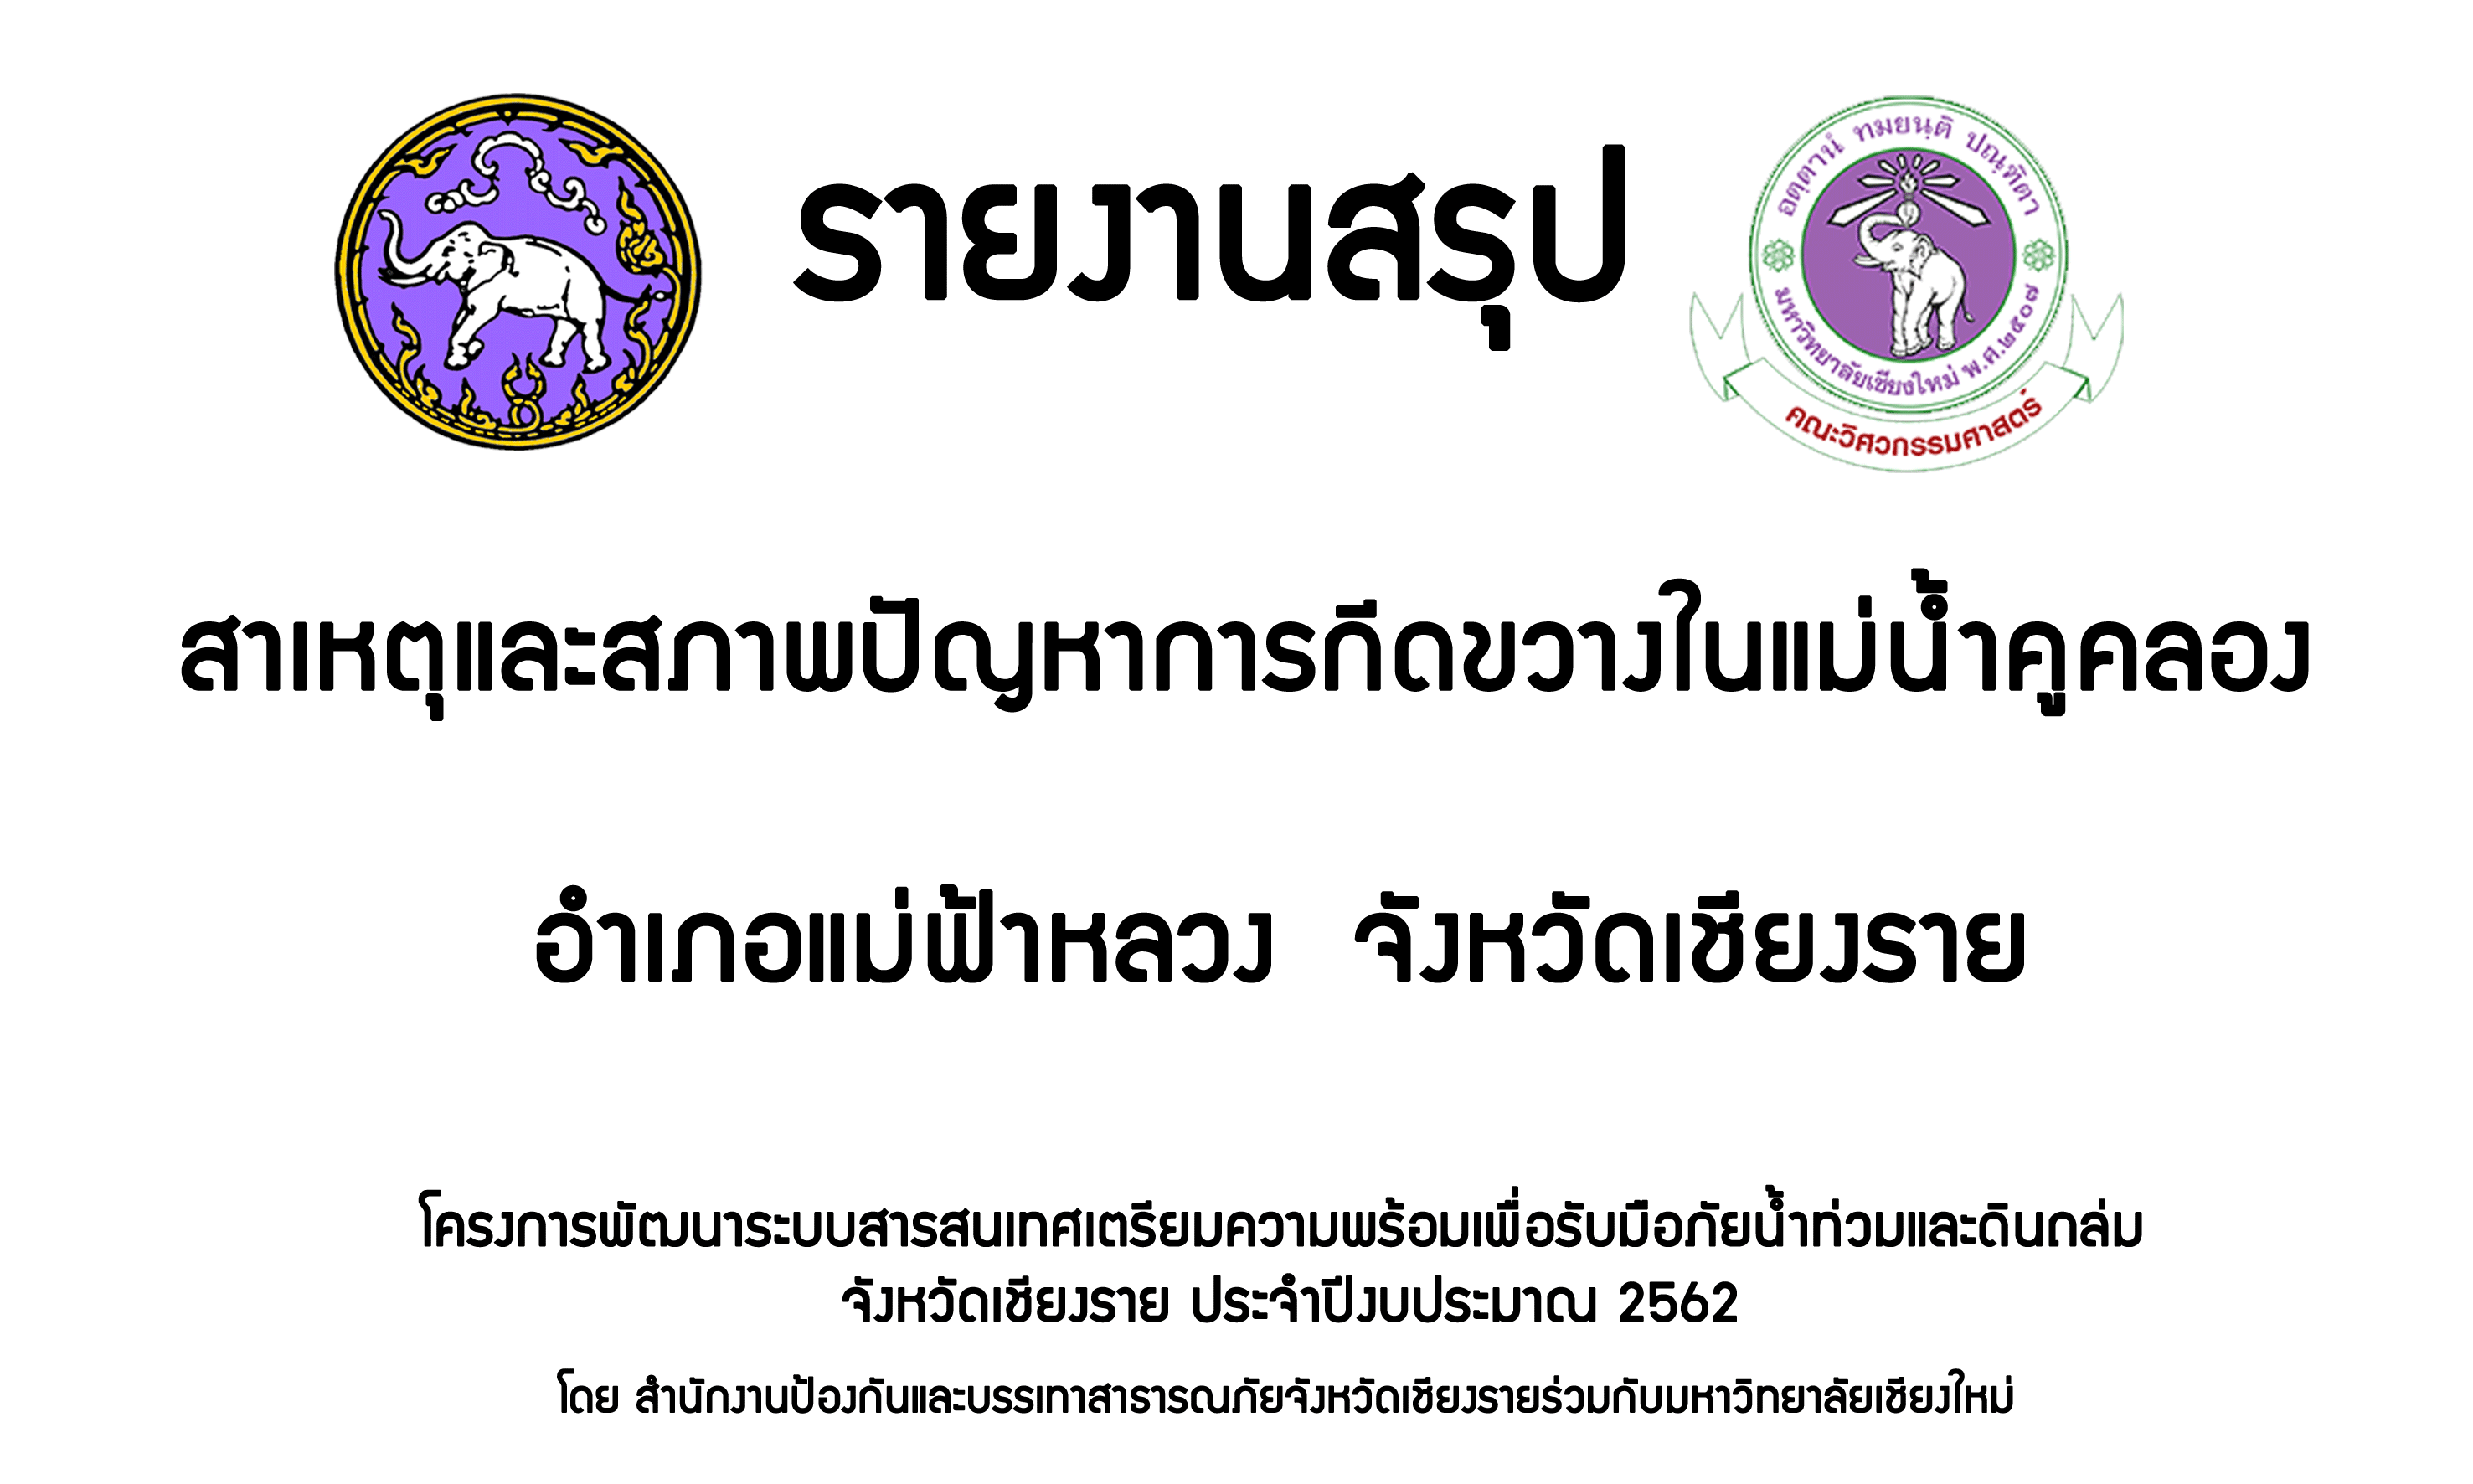 รายงานสรุป
อตฺตานํ ทมยนฺติ ปณฺฑิตา
มหาวิทยาลัยเชียงใหม่ พ.ศ.๒๕๐๗
คณะวิศวกรรมศาสตร์
สาเหตุและสภาพปัญหาการกีดขวางในแม่น้ำคูคลอง
อำเภอแม่ฟ้าหลวง จังหวัดเชียงราย
โครงการพัฒนาระบบสารสนเทศเตรียมความพร้อมเพื่อรับมือภัยน้ำท่วมและดินถล่ม
จังหวัดเชียงราย ประจำปีงบประมาณ 2562
โดย สำนักงานป้องกันและบรรเทาสาธารณภัยจังหวัดเชียงรายร่วมกับมหาวิทยาลัยเชียงใหม่